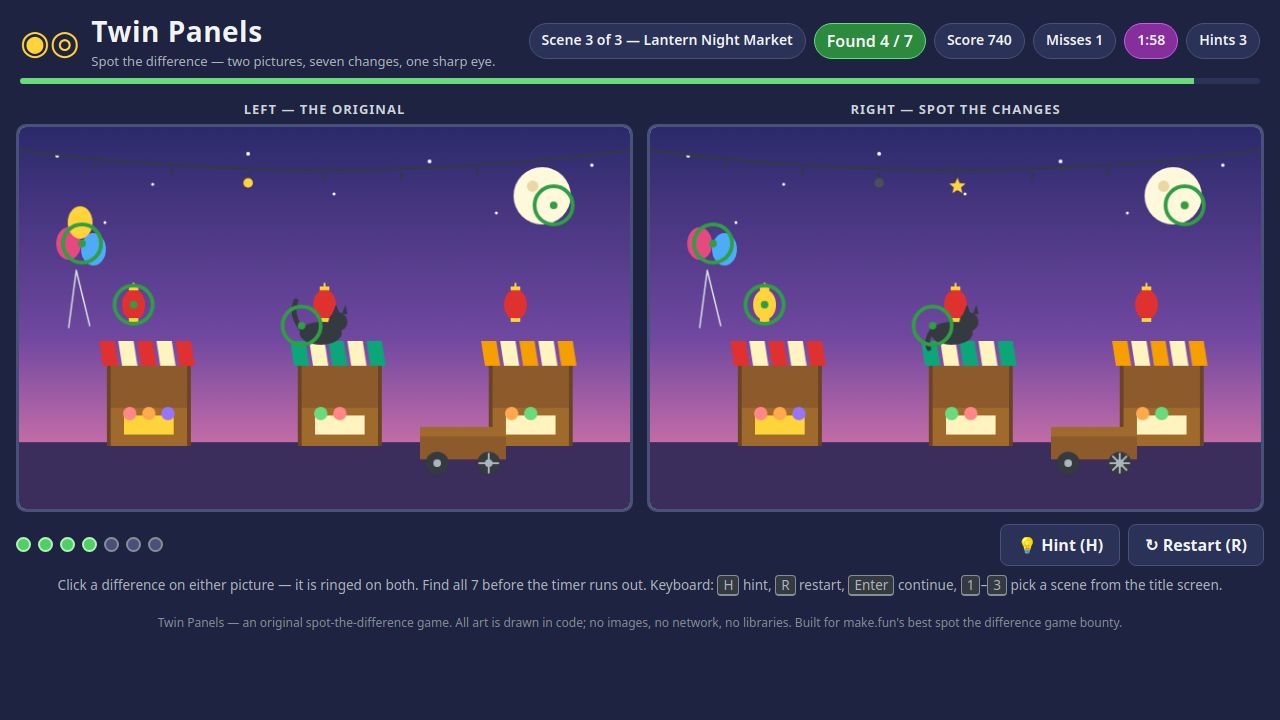 Twin Panels
Spot the difference — two pictures, seven changes, one sharp eye.
Scene 3 of 3 — Lantern Night Market
Found 4 / 7
Score 740
Misses 1
1:58
Hints 3
LEFT — THE ORIGINAL
RIGHT — SPOT THE CHANGES
💡 Hint (H)
↻ Restart (R)
Click a difference on either picture — it is ringed on both. Find all 7 before the timer runs out. Keyboard: H hint, R restart, Enter continue, 1–3 pick a scene from the title screen.
Twin Panels — an original spot-the-difference game. All art is drawn in code; no images, no network, no libraries. Built for make.fun's best spot the difference game bounty.